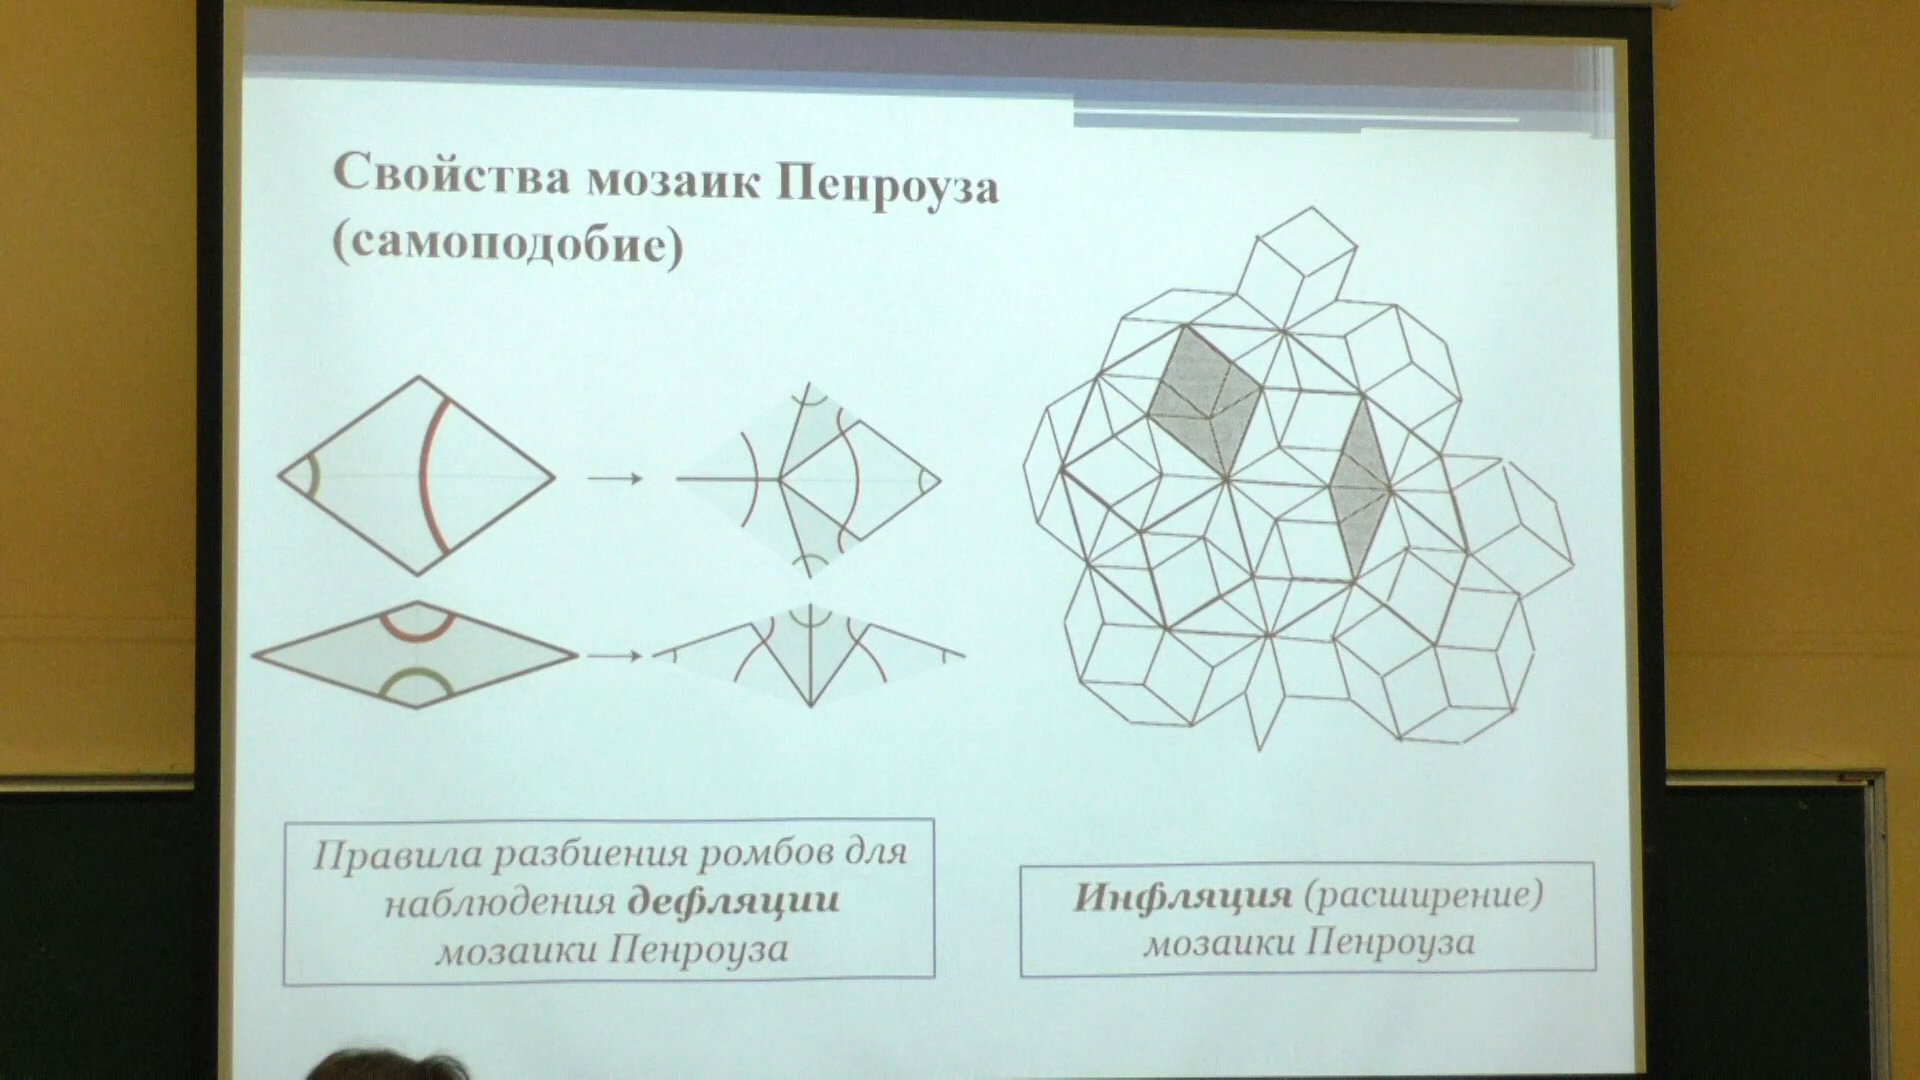 Свойства мозаик Пенроуза
(самоподобие)
Правила разбиения ромбов для
наблюдения дефляции
мозаики Пенроуза
Инфляция (расширение)
мозаики Пенроуза